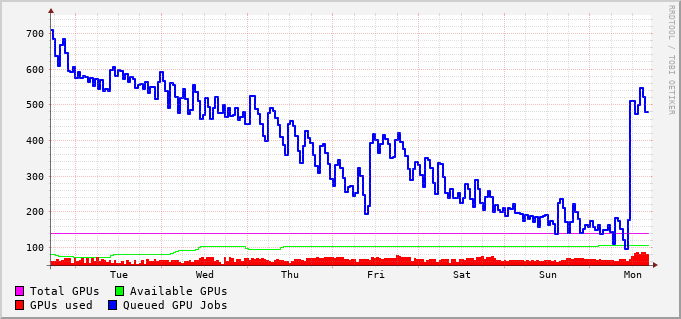 700
600
500
400
300
200
100
Tue Wed Thu Fri Sat Sun Mon
Total GPUs Available GPUs
GPUs used Queued GPU Jobs
RRDTOOL / TOBI OETIKER